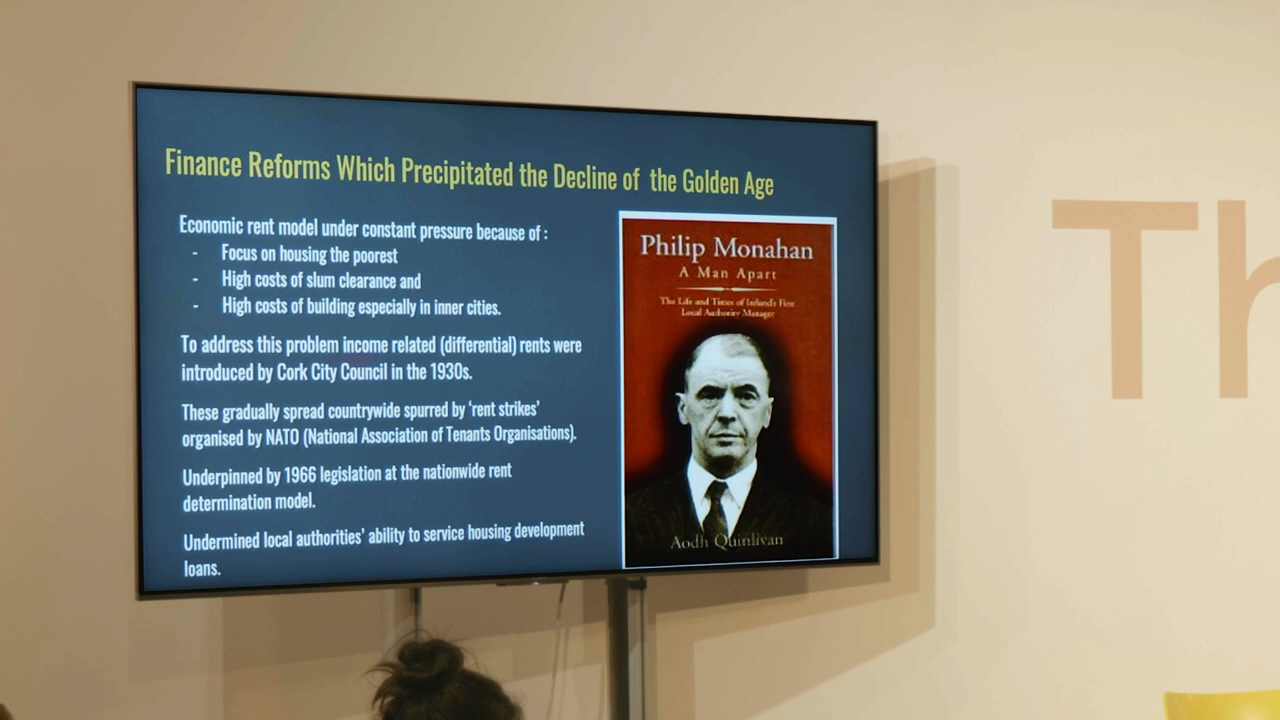 Finance Reforms Which Precipitated the Decline of the Golden Age
Economic rent model under constant pressure because of :
- Focus on housing the poorest
- High costs of slum clearance and
- High costs of building especially in inner cities.
To address this problem income related (differential) rents were
introduced by Cork City Council in the 1930s.
These gradually spread countrywide spurred by ‘rent strikes’
organised by NATO (National Association of Tenants Organisations).
Underpinned by 1966 legislation at the nationwide rent
determination model.
Undermined local authorities’ ability to service housing development
loans.
Philip Monahan
A Man Apart
The Life and Times of Ireland's First
Local Authority Manager
Aodh Quinlivan
Th